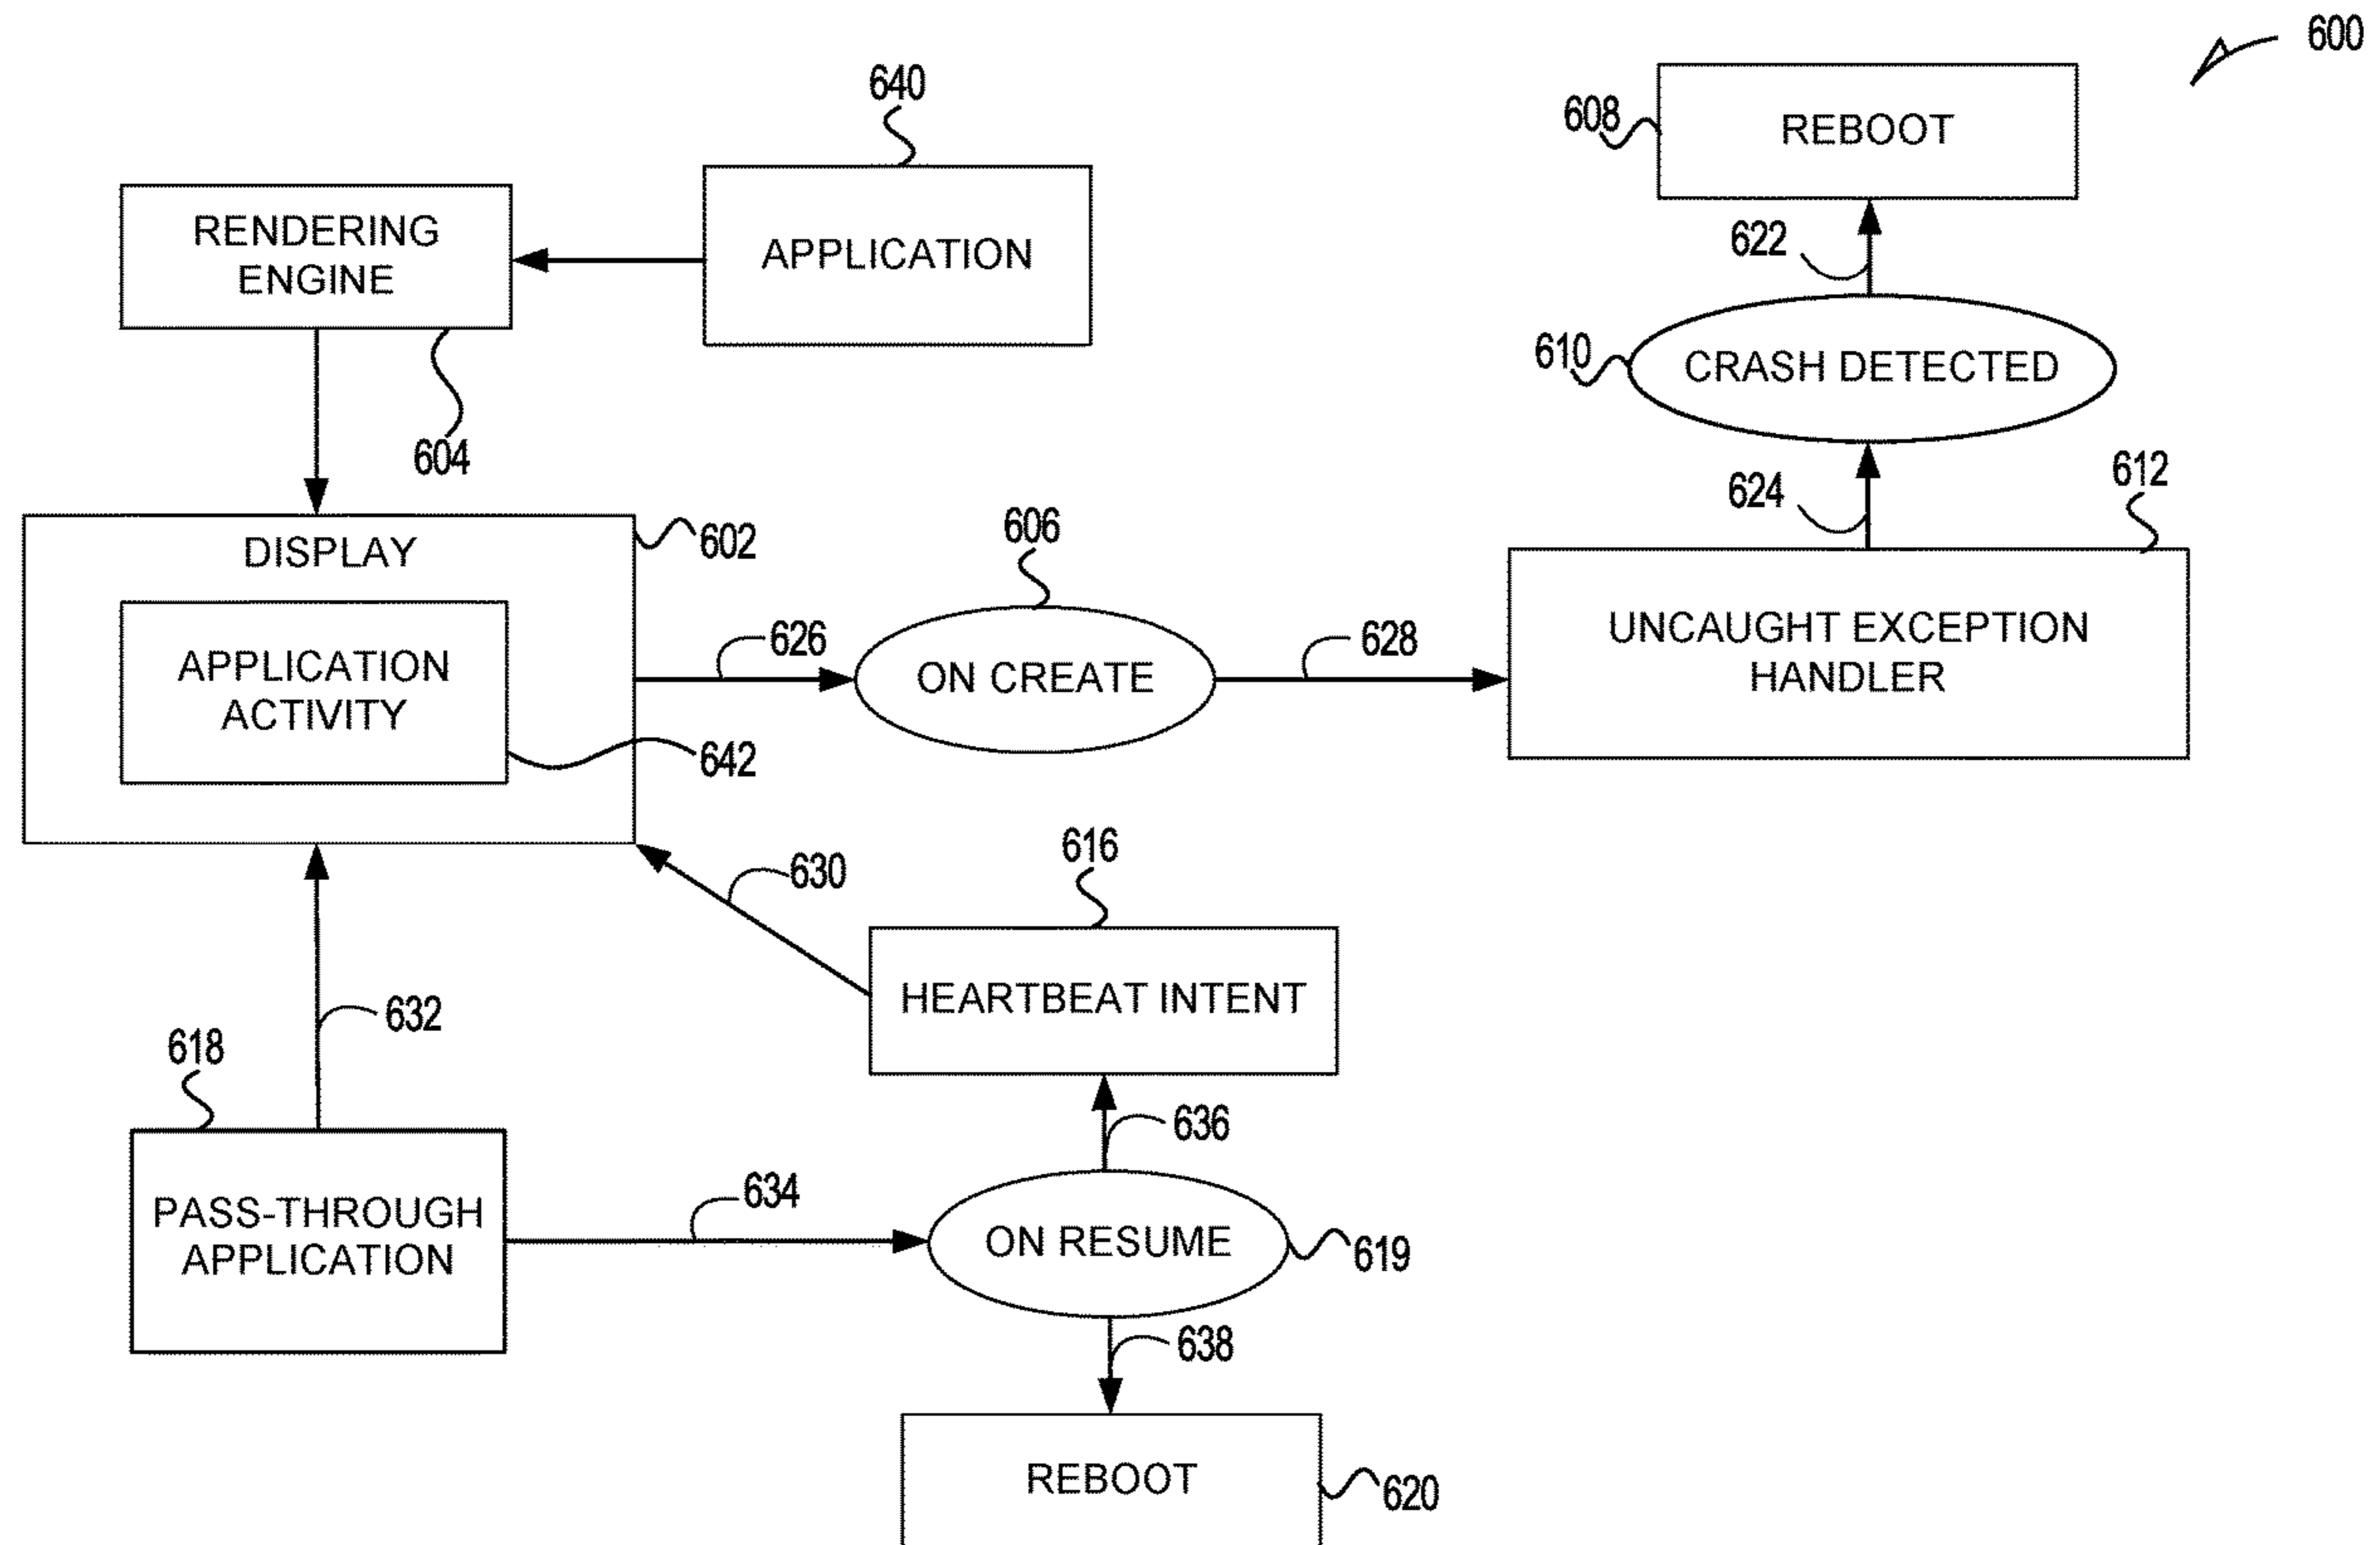 600
640
608
REBOOT
RENDERING
ENGINE
APPLICATION
622
610
CRASH DETECTED
604
624
612
DISPLAY
602
606
APPLICATION
ACTIVITY
626
ON CREATE
628
UNCAUGHT EXCEPTION
HANDLER
642
630
616
HEARTBEAT INTENT
632
618
636
PASS-THROUGH
APPLICATION
634
ON RESUME
619
638
REBOOT
620